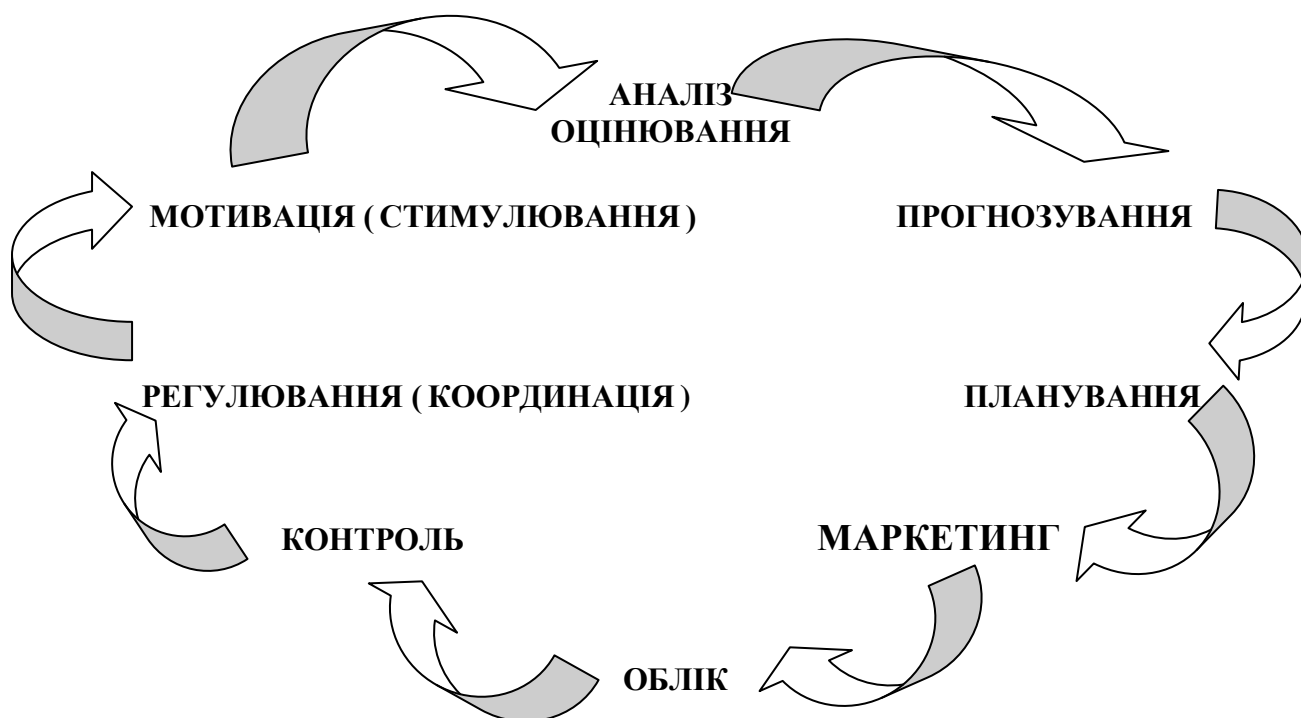 АНАЛІЗ
ОЦІНЮВАННЯ
МОТИВАЦІЯ ( СТИМУЛЮВАННЯ )
ПРОГНОЗУВАННЯ
РЕГУЛЮВАННЯ ( КООРДИНАЦІЯ )
ПЛАНУВАННЯ
КОНТРОЛЬ
МАРКЕТИНГ
ОБЛІК